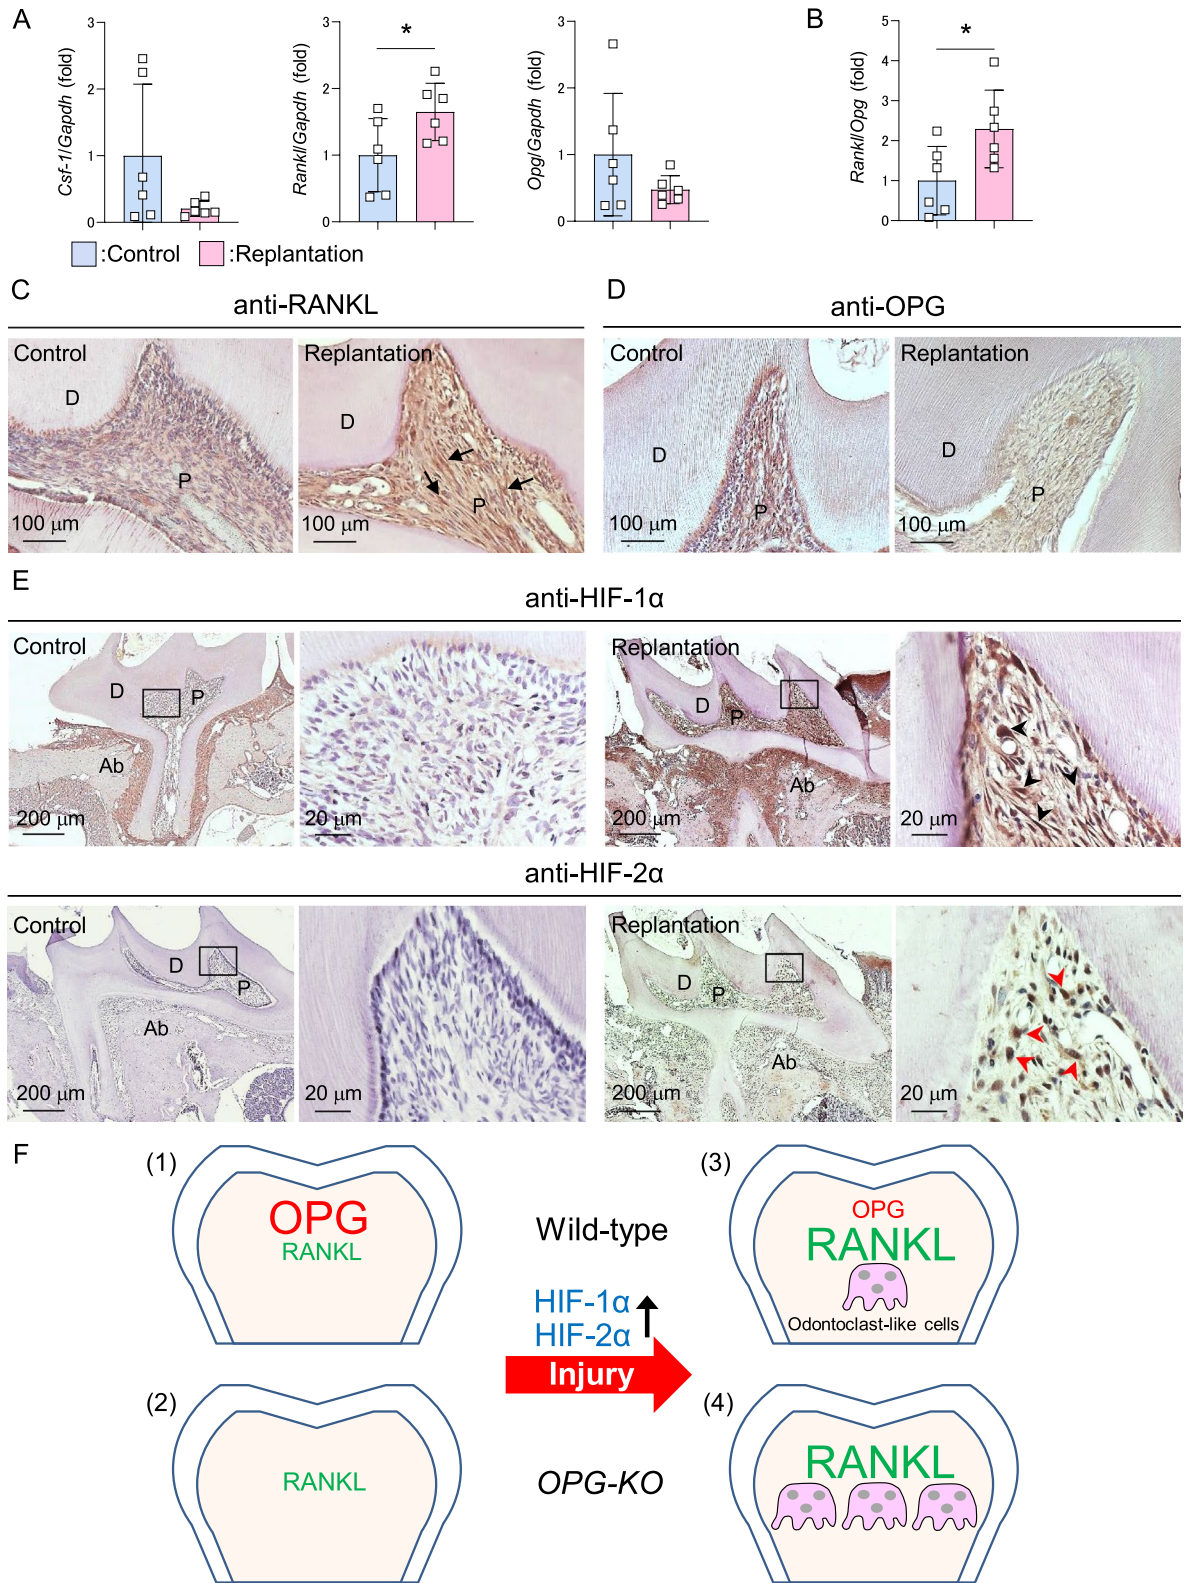 A
B
3
2
1
0
Csf-1/Gapdh (fold)
3
2
1
0
Rankl/Gapdh (fold)
*
3
2
1
0
Opg/Gapdh (fold)
5
4
3
2
1
0
Rankl/Opg (fold)
*
:Control :Replantation
C
anti-RANKL
Control
D
P
100 μm
Replantation
D
P
100 μm
D
anti-OPG
Control
D
P
100 μm
Replantation
D
P
100 μm
E
anti-HIF-1α
Control
D
P
Ab
200 μm
20 μm
Replantation
D
P
Ab
200 μm
20 μm
anti-HIF-2α
Control
D
P
Ab
200 μm
20 μm
Replantation
D
P
Ab
200 μm
20 μm
F
(1)
OPG
RANKL
Wild-type
HIF-1α
HIF-2α
Injury
(3)
OPG
RANKL
Odontoclast-like cells
(2)
RANKL
OPG-KO
(4)
RANKL